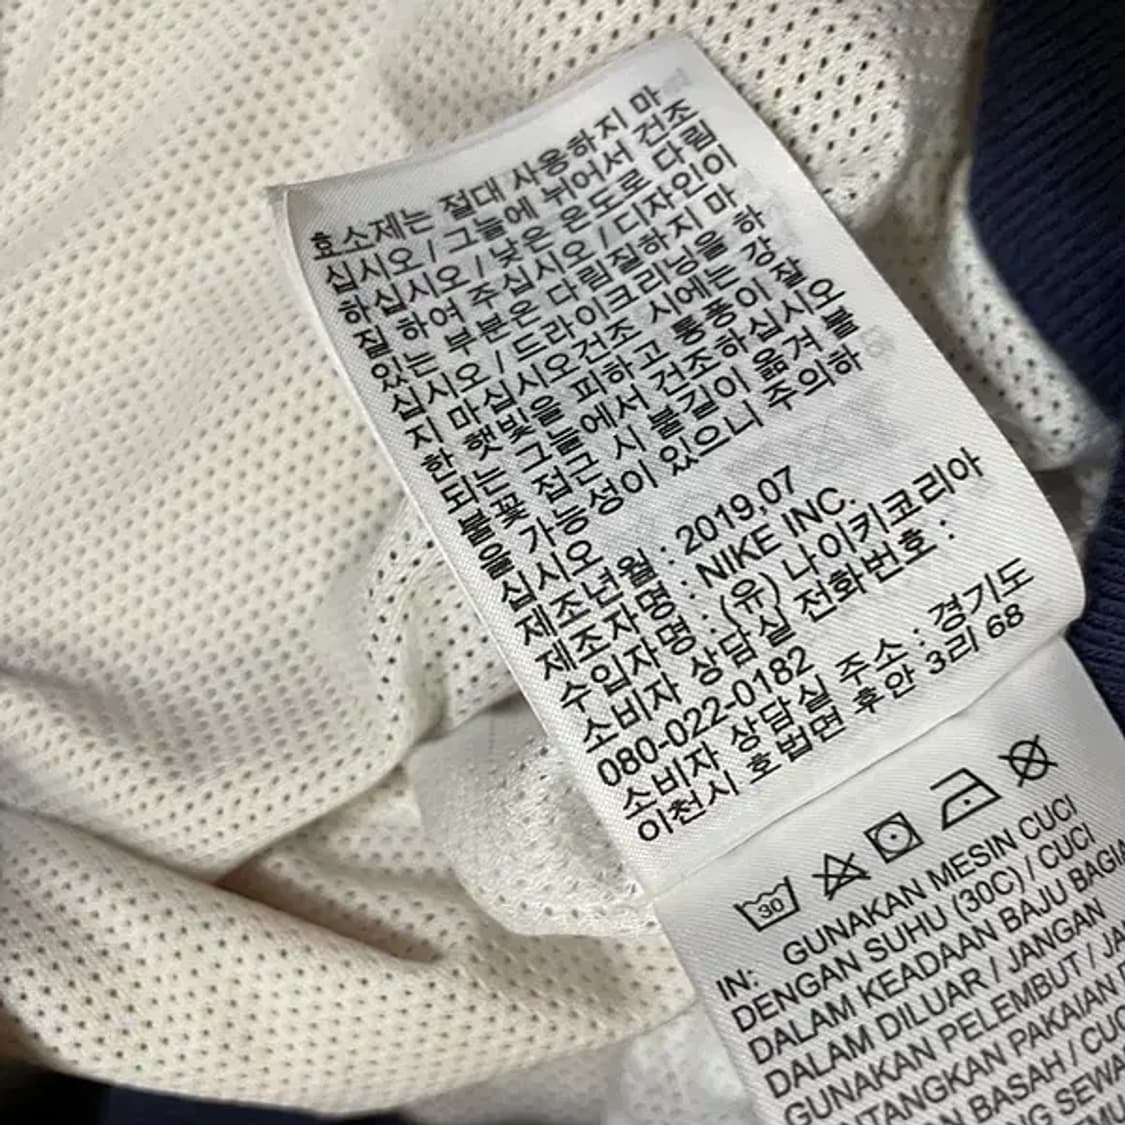 효소제는 절대 사용하지 마
십시오 / 그늘에 뉘어서 건조
하십시오 / 낮은 온도로 다림
질 하여 주십시오 / 디자인이
있는 부분은 다림질하지 마
십시오 / 드라이크리닝을 하
지 마십시오건조 시에는 강
한 햇빛을 피하고 통풍이 잘
되는 그늘에서 건조하십시오
불꽃 접근 시 불길이 옮겨 붙
을 가능성이 있으니 주의하
십시오
제조년월 : 2019.07
제조자명 : NIKE INC.
수입자명 : (유) 나이키코리아
소비자 상담실 전화번호 :
080-022-0182
소비자 상담실 주소 : 경기도
이천시 호법면 후안 3리 68
30
IN: GUNAKAN MESIN CUCI
DENGAN SUHU (30C) / CUCI
DALAM KEADAAN BAJU BAGIA
DALAM DILUAR / JANGAN
GUNAKAN PELEMBUT / JA
NTANGKAN PAKAIAN
N BASAH / CUC
NG SEWA